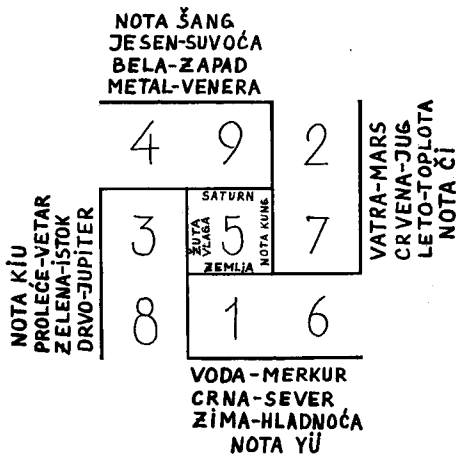 NOTA ŠANG
JESEN-SUVOĆA
BELA-ZAPAD
METAL-VENERA
4 9 2
3 5 7
8 1 6
SATURN
ŽUTA
VLAGA
NOTA KUNG
ZEMLJA
NOTA KIU
PROLEĆE-VETAR
ZELENA-ISTOK
DRVO-JUPITER
VATRA-MARS
CRVENA-JUG
LETO-TOPLOTA
NOTA ČI
VODA-MERKUR
CRNA-SEVER
ZIMA-HLADNOĆA
NOTA YÜ